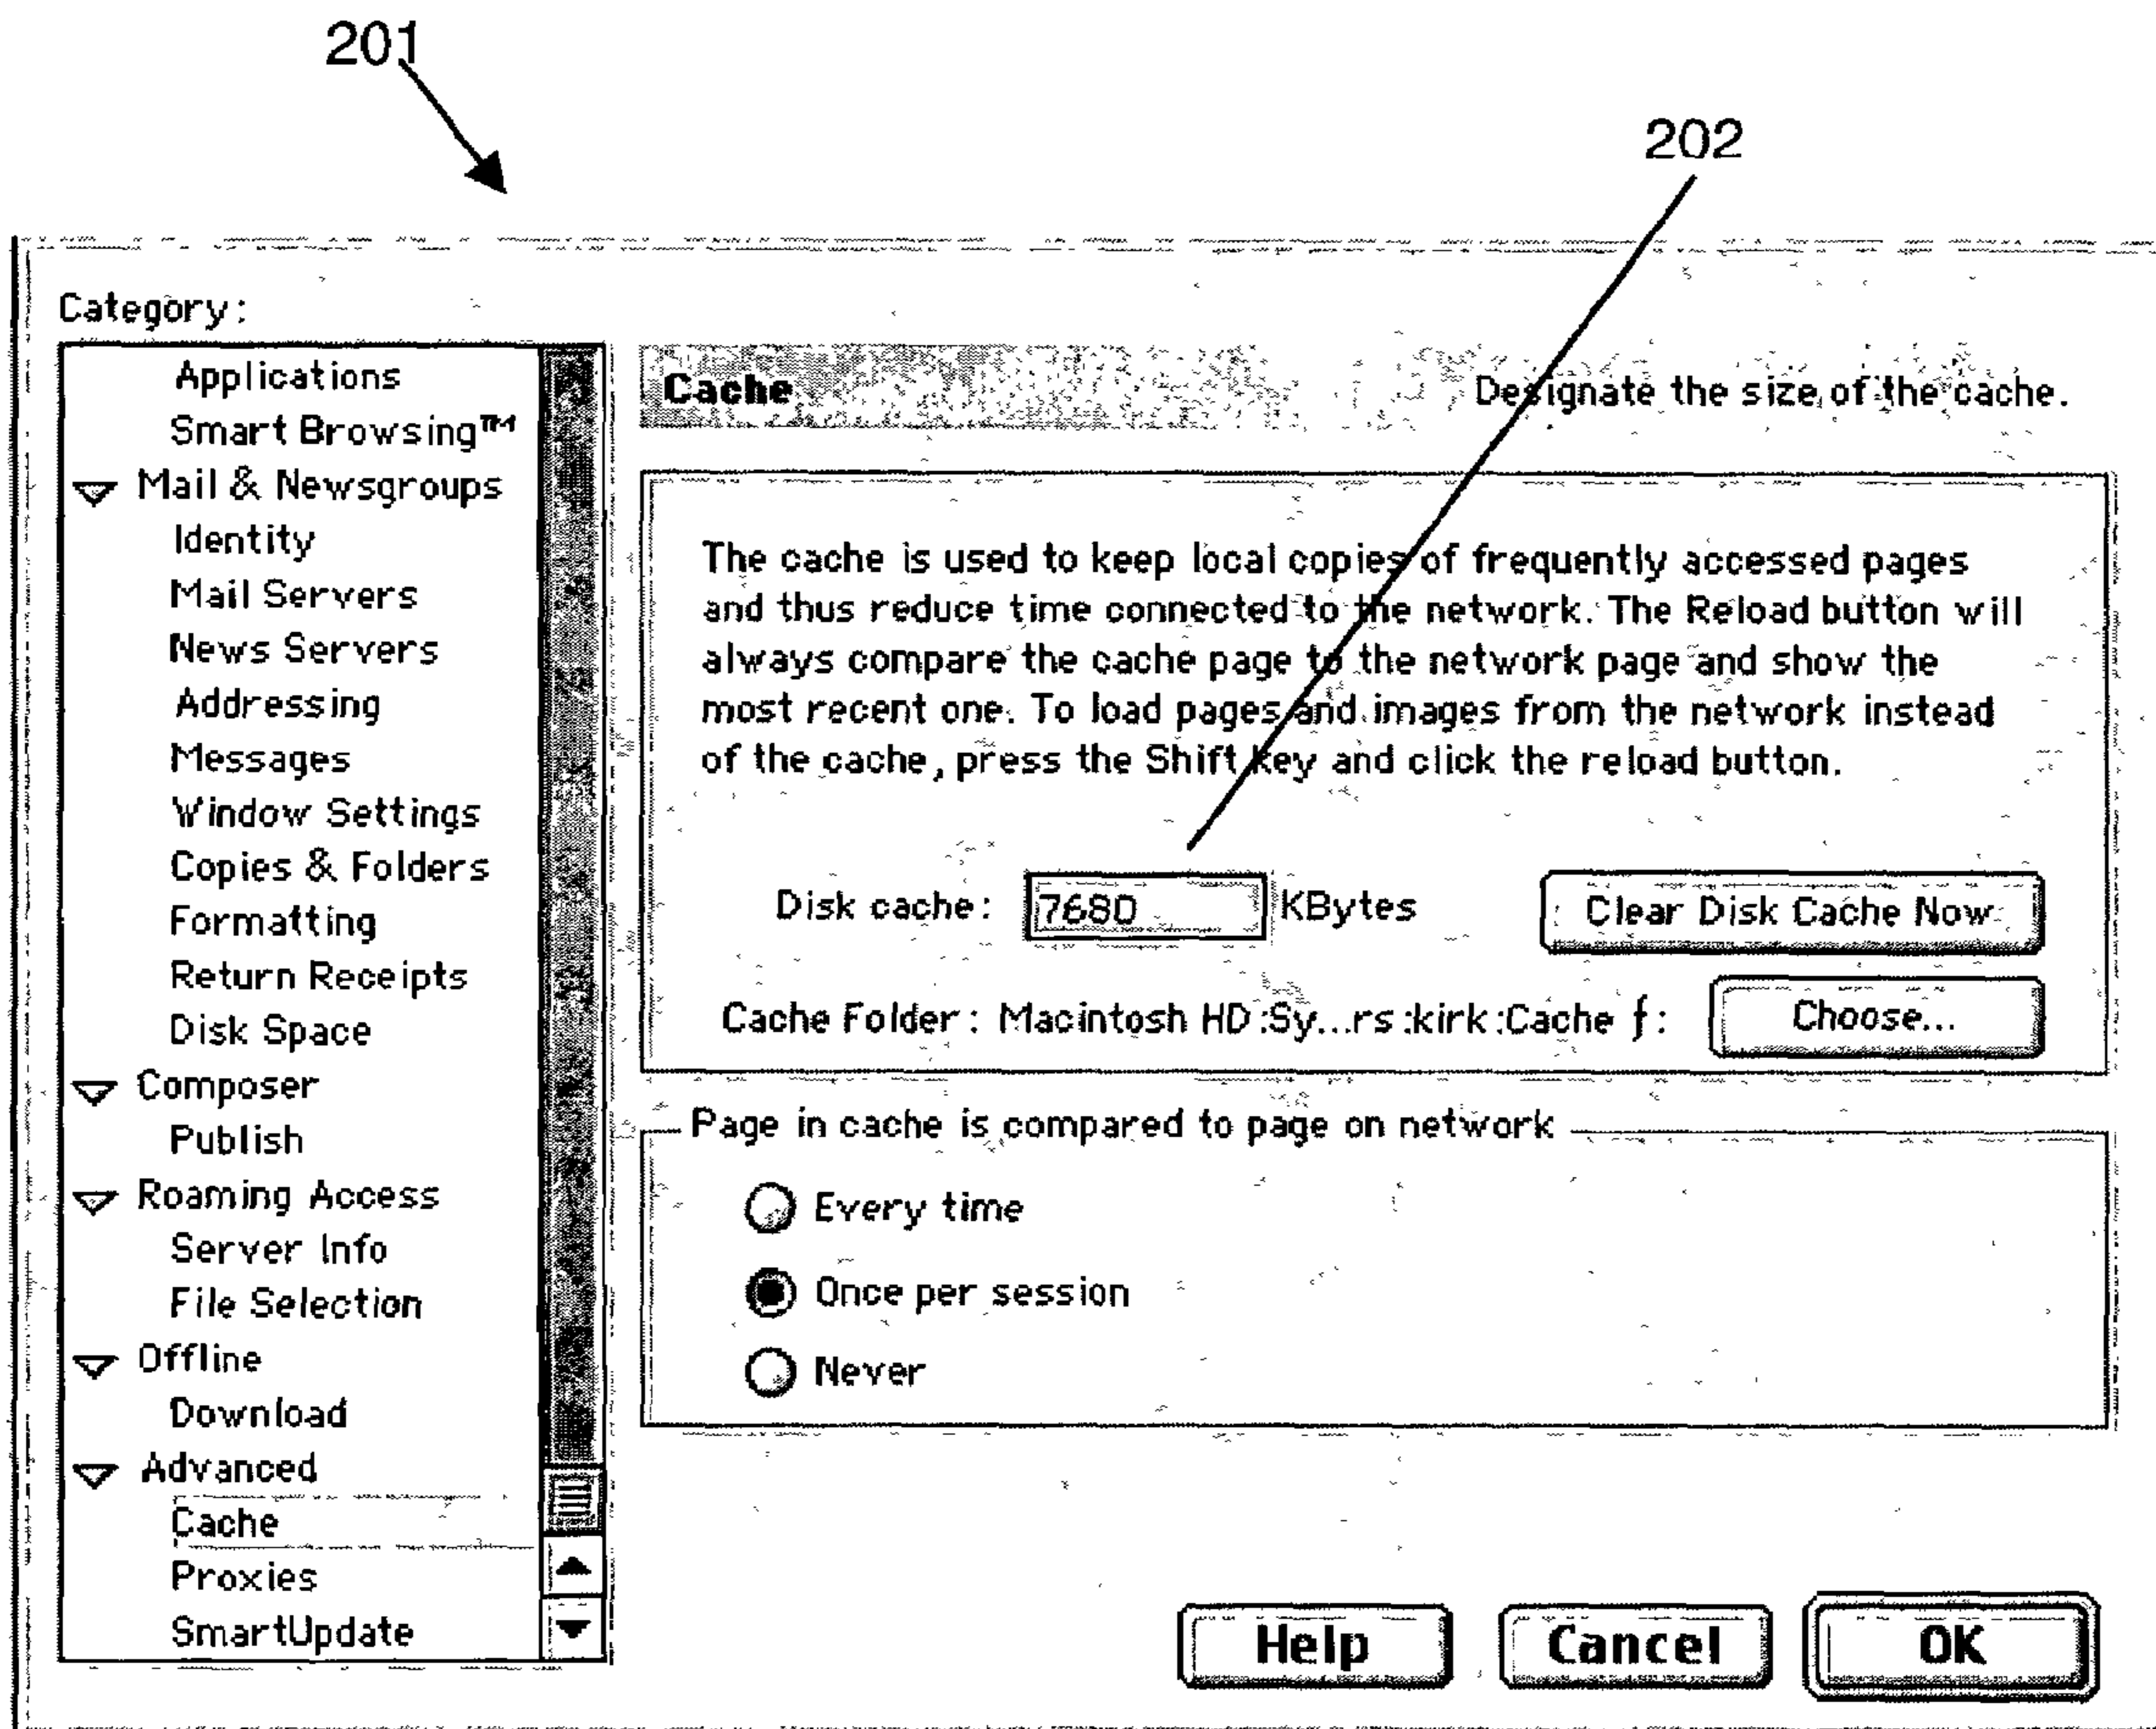 201
202
Category:
Applications
Smart Browsing™
Mail & Newsgroups
Identity
Mail Servers
News Servers
Addressing
Messages
Window Settings
Copies & Folders
Formatting
Return Receipts
Disk Space
Composer
Publish
Roaming Access
Server Info
File Selection
Offline
Download
Advanced
Cache
Proxies
SmartUpdate
Cache
Designate the size of the cache.
The cache is used to keep local copies of frequently accessed pages
and thus reduce time connected to the network. The Reload button will
always compare the cache page to the network page and show the
most recent one. To load pages and images from the network instead
of the cache, press the Shift key and click the reload button.
Disk cache: 7680 KBytes
Clear Disk Cache Now
Cache Folder: Macintosh HD:Sy...rs:kirk:Cache ƒ:
Choose...
Page in cache is compared to page on network
Every time
Once per session
Never
Help
Cancel
OK